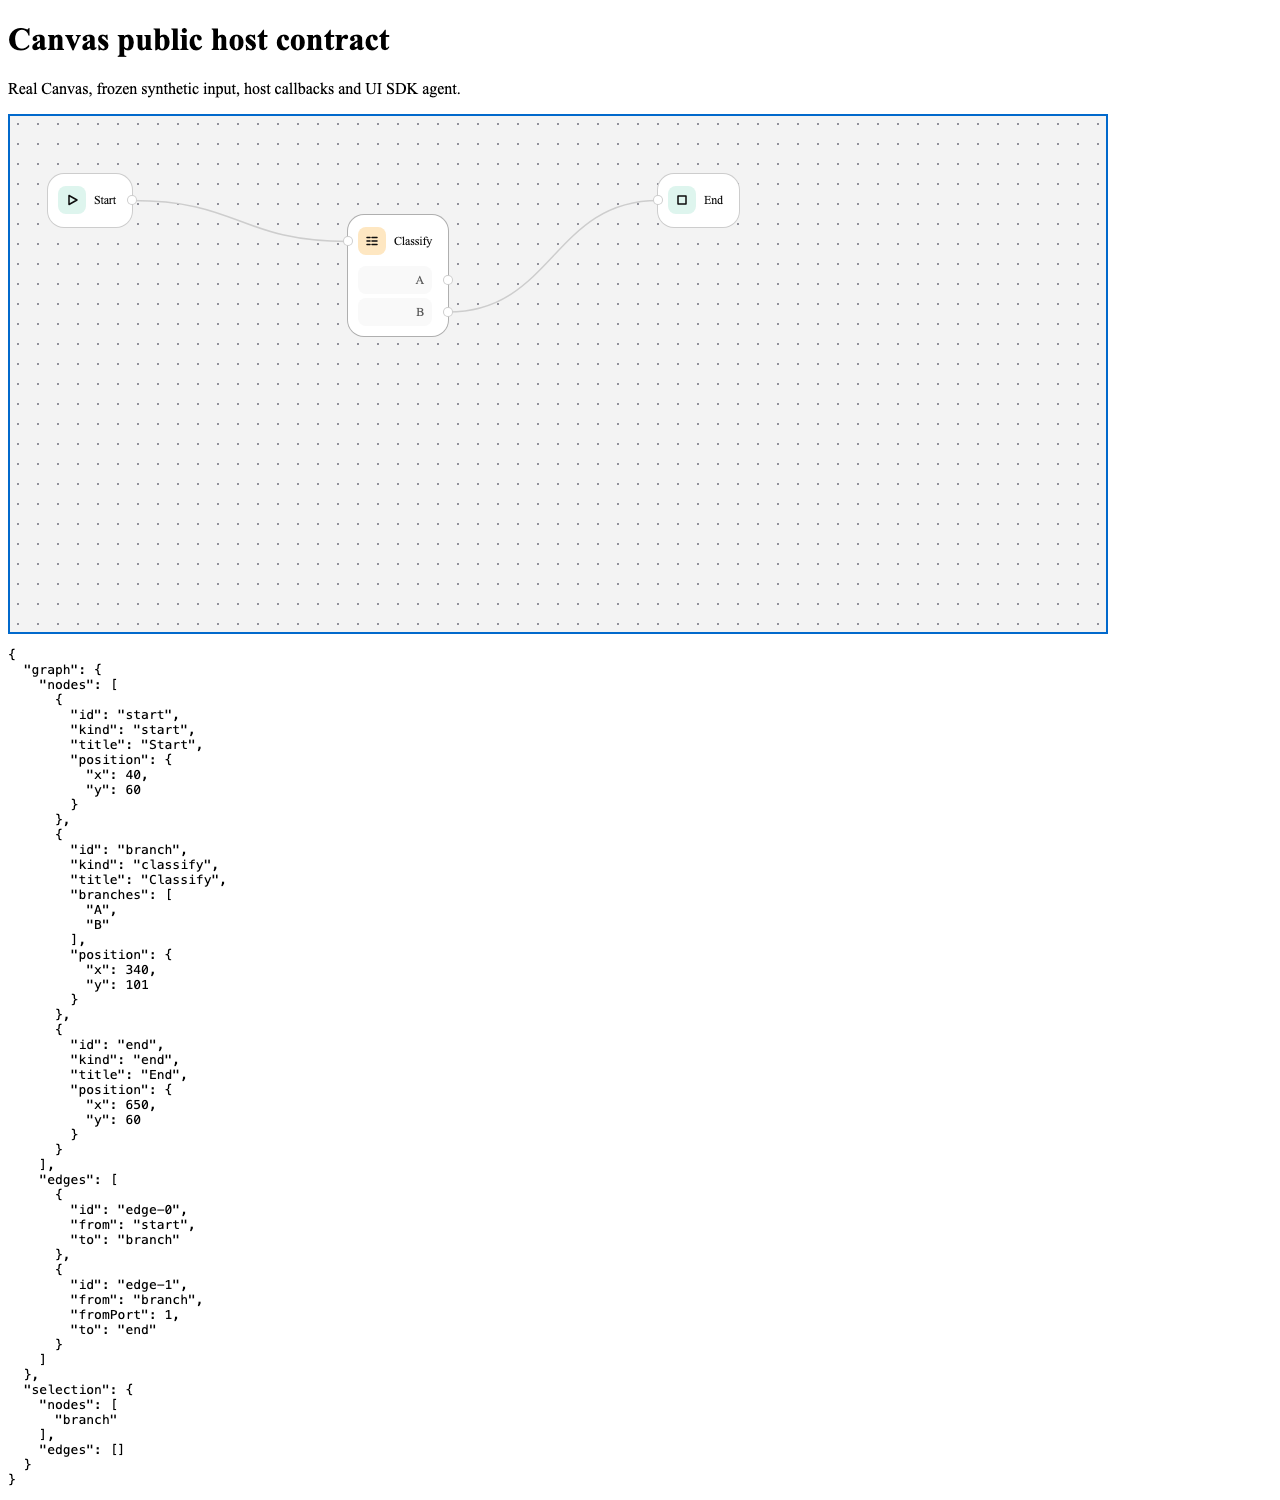 Canvas public host contract
Real Canvas, frozen synthetic input, host callbacks and UI SDK agent.
Start
End
Classify
A
B
{
  "graph": {
    "nodes": [
      {
        "id": "start",
        "kind": "start",
        "title": "Start",
        "position": {
          "x": 40,
          "y": 60
        }
      },
      {
        "id": "branch",
        "kind": "classify",
        "title": "Classify",
        "branches": [
          "A",
          "B"
        ],
        "position": {
          "x": 340,
          "y": 101
        }
      },
      {
        "id": "end",
        "kind": "end",
        "title": "End",
        "position": {
          "x": 650,
          "y": 60
        }
      }
    ],
    "edges": [
      {
        "id": "edge-0",
        "from": "start",
        "to": "branch"
      },
      {
        "id": "edge-1",
        "from": "branch",
        "fromPort": 1,
        "to": "end"
      }
    ]
  },
  "selection": {
    "nodes": [
      "branch"
    ],
    "edges": []
  }
}